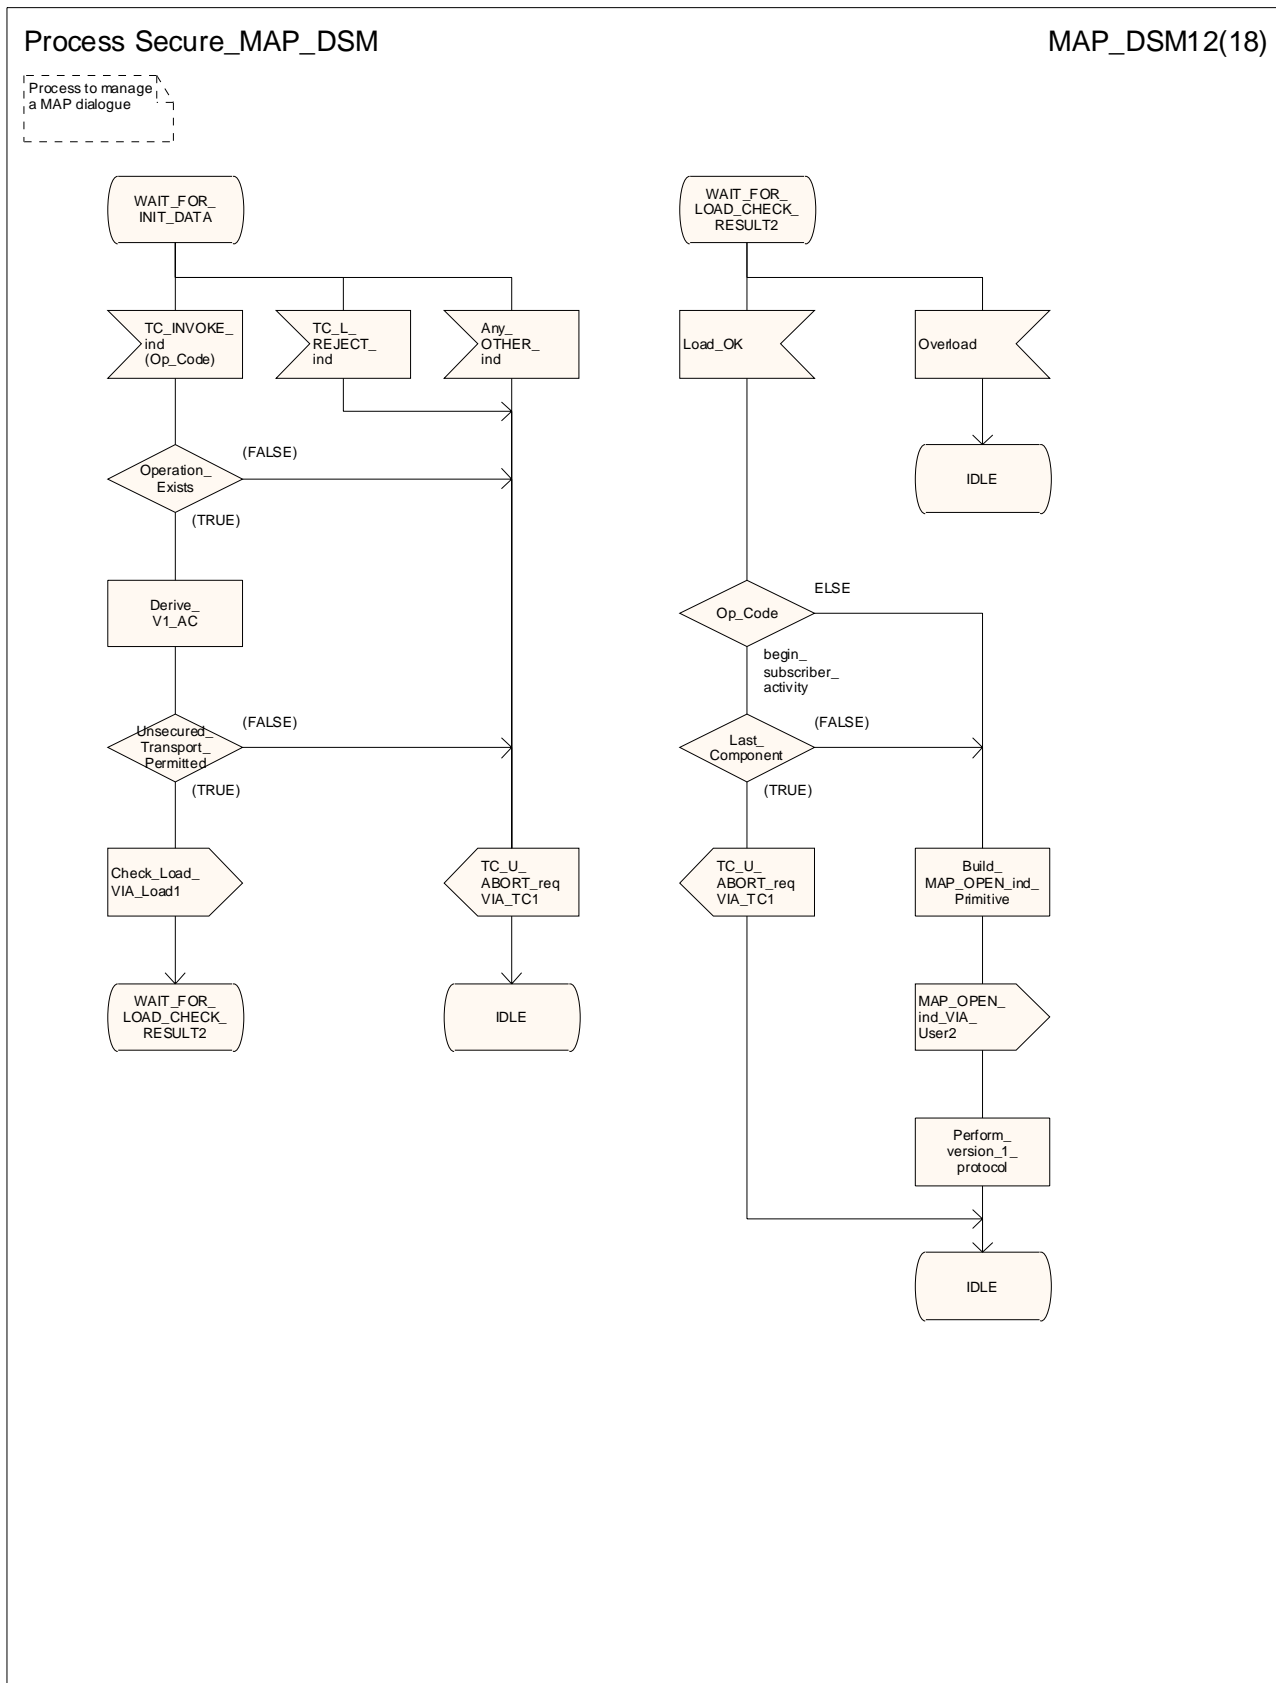 Process Secure_MAP_DSM
MAP_DSM12(18)
Process to manage
a MAP dialogue
WAIT_FOR_
INIT_DATA
TC_INVOKE_
ind
(Op_Code)
TC_L_
REJECT_
ind
Any_
OTHER_
ind
Operation_
Exists
(FALSE)
(TRUE)
Derive_
V1_AC
Unsecured_
Transport_
Permitted
(FALSE)
(TRUE)
Check_Load_
VIA_Load1
TC_U_
ABORT_req
VIA_TC1
WAIT_FOR_
LOAD_CHECK_
RESULT2
IDLE
WAIT_FOR_
LOAD_CHECK_
RESULT2
Load_OK
Overload
IDLE
Op_Code
ELSE
begin_
subscriber_
activity
Last_
Component
(FALSE)
(TRUE)
TC_U_
ABORT_req
VIA_TC1
Build_
MAP_OPEN_ind_
Primitive
MAP_OPEN_
ind_VIA_
User2
Perform_
version_1_
protocol
IDLE